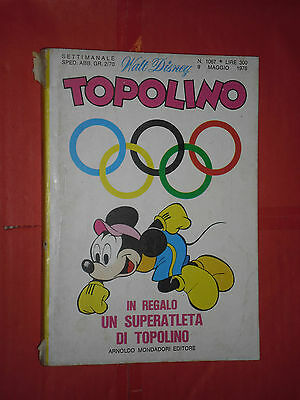 SETTIMANALE
SPED. ABB. GR. 2/70
Walt Disney
N. 1067 • LIRE 300
9 MAGGIO 1976
TOPOLINO
IN REGALO
UN SUPERATLETA
DI TOPOLINO
ARNOLDO MONDADORI EDITORE